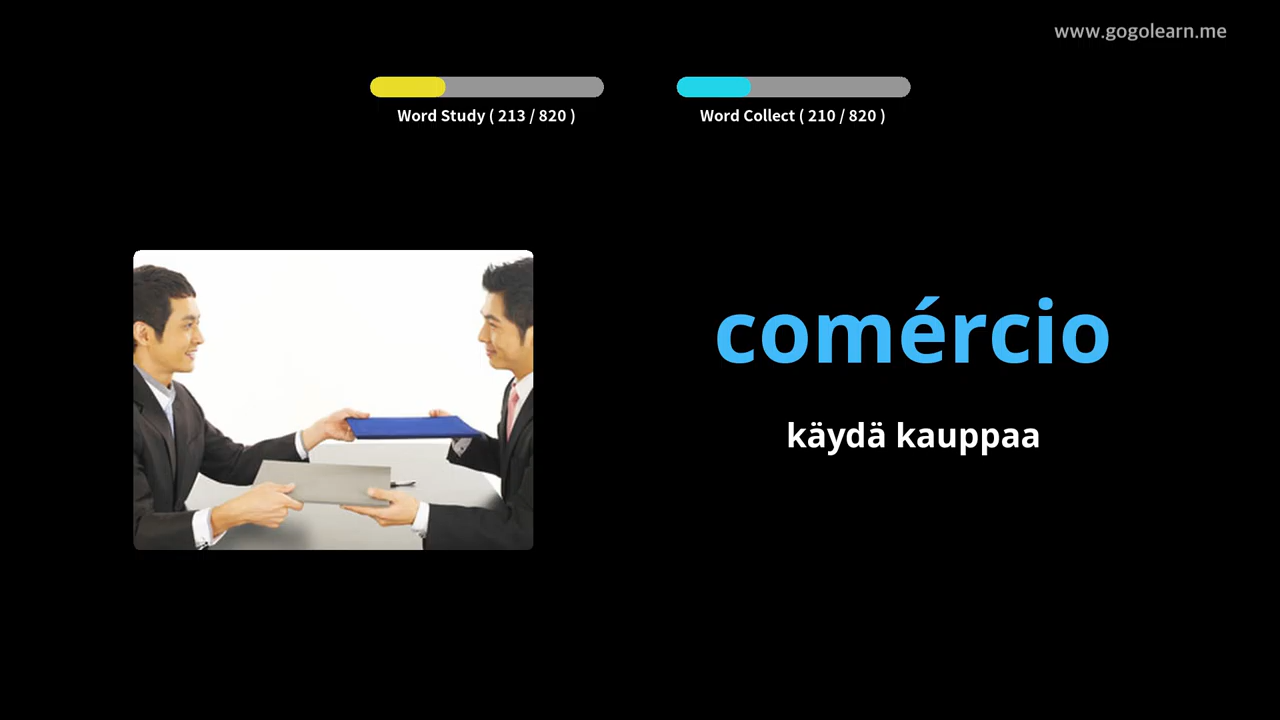 www.gogolearn.me
Word Study ( 213 / 820 )
Word Collect ( 210 / 820 )
comércio
käydä kauppaa